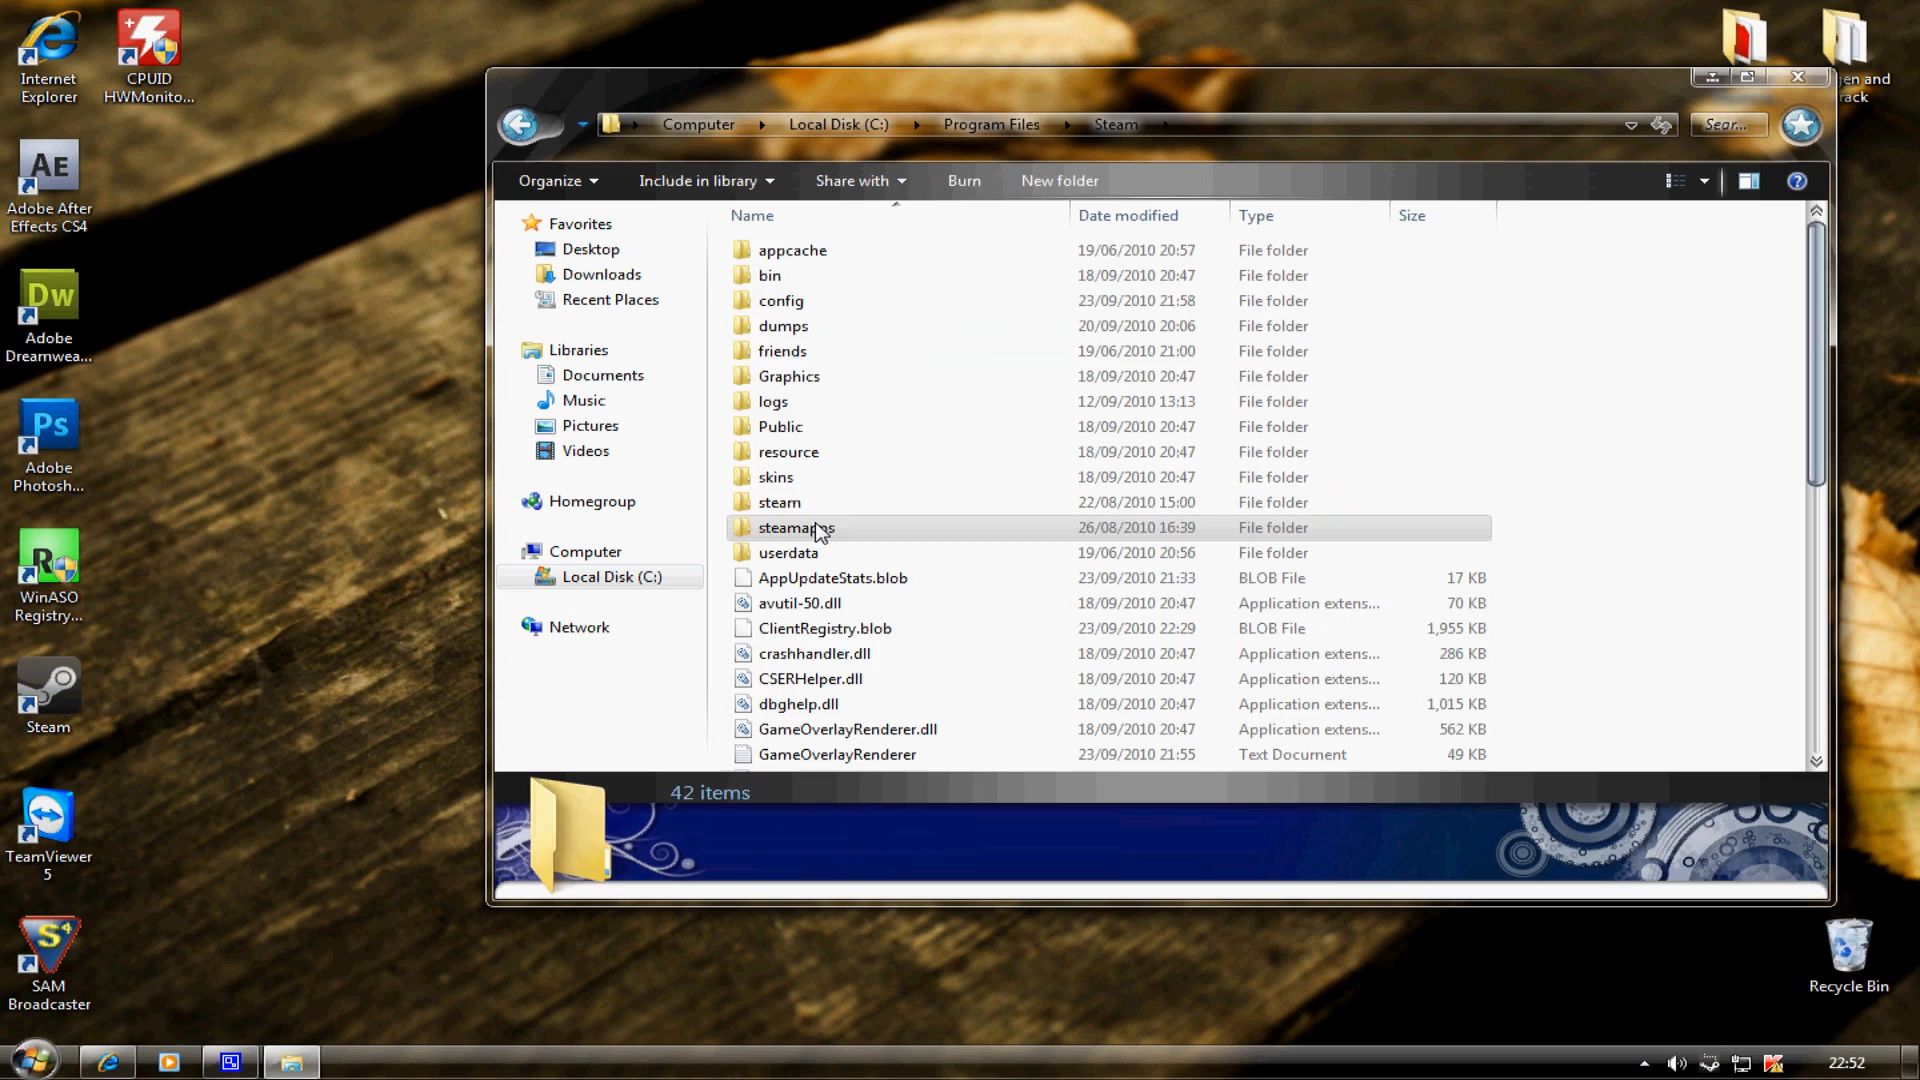 Internet
Explorer
CPUID
HWMonito...
Adobe After
Effects CS4
Adobe
Dreamwea...
Adobe
Photosh...
WinASO
Registry...
Steam
TeamViewer
5
SAM
Broadcaster
gen and
rack
Computer
Local Disk (C:)
Program Files
Steam
Sear...
Organize
Include in library
Share with
Burn
New folder
Favorites
Desktop
Downloads
Recent Places
Libraries
Documents
Music
Pictures
Videos
Homegroup
Computer
Local Disk (C:)
Network
Name Date modified Type Size
appcache 19/06/2010 20:57 File folder
bin 18/09/2010 20:47 File folder
config 23/09/2010 21:58 File folder
dumps 20/09/2010 20:06 File folder
friends 19/06/2010 21:00 File folder
Graphics 18/09/2010 20:47 File folder
logs 12/09/2010 13:13 File folder
Public 18/09/2010 20:47 File folder
resource 18/09/2010 20:47 File folder
skins 18/09/2010 20:47 File folder
steam 22/08/2010 15:00 File folder
steamapps 26/08/2010 16:39 File folder
userdata 19/06/2010 20:56 File folder
AppUpdateStats.blob 23/09/2010 21:33 BLOB File 17 KB
avutil-50.dll 18/09/2010 20:47 Application extens... 70 KB
ClientRegistry.blob 23/09/2010 22:29 BLOB File 1,955 KB
crashhandler.dll 18/09/2010 20:47 Application extens... 286 KB
CSERHelper.dll 18/09/2010 20:47 Application extens... 120 KB
dbghelp.dll 18/09/2010 20:47 Application extens... 1,015 KB
GameOverlayRenderer.dll 18/09/2010 20:47 Application extens... 562 KB
GameOverlayRenderer 23/09/2010 21:55 Text Document 49 KB
42 items
Recycle Bin
22:52